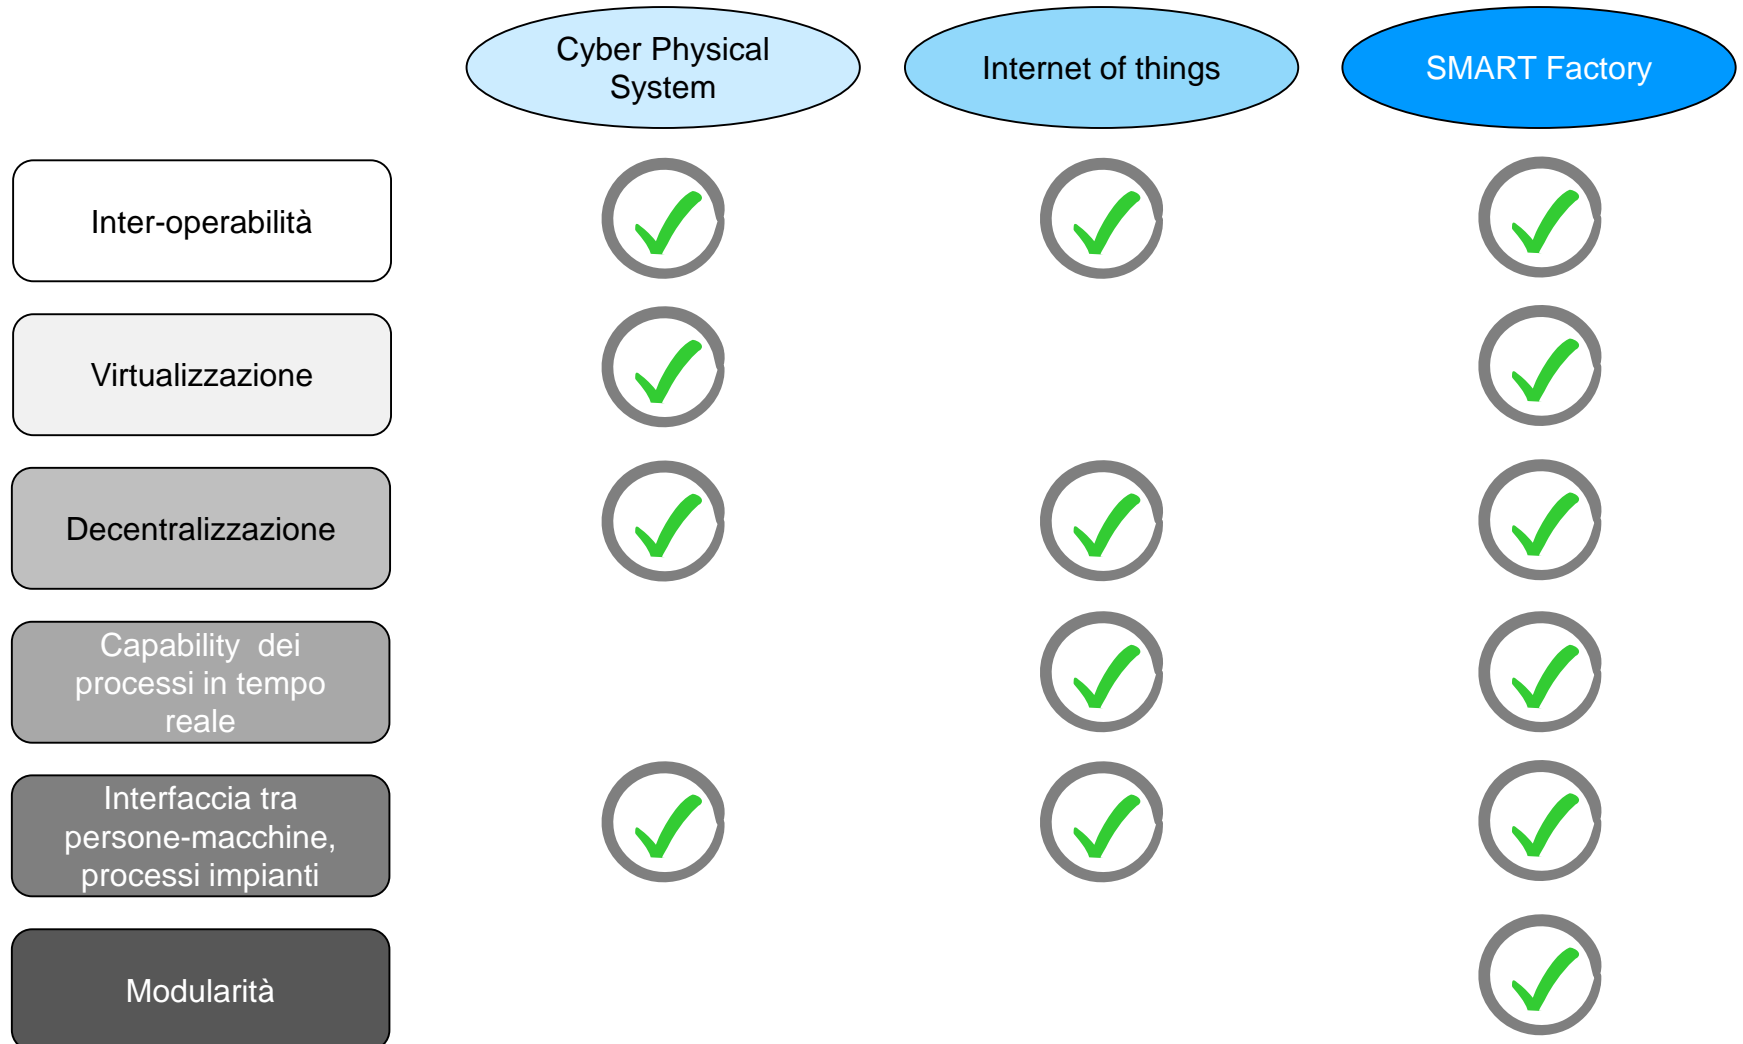 Cyber Physical
System
Internet of things
SMART Factory
Inter-operabilità
Virtualizzazione
Decentralizzazione
Capability  dei
processi in tempo
reale
Interfaccia tra
persone-macchine,
processi impianti
Modularità